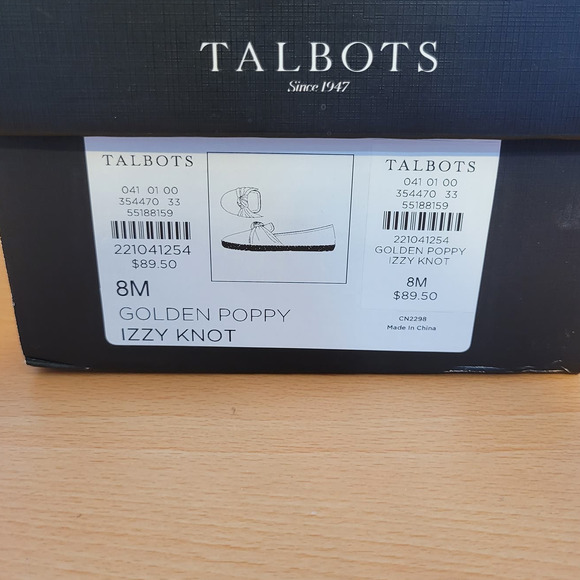 TALBOTS
Since 1947
TALBOTS
041 01 00
354470 33
55188159
221041254
$89.50
8M
GOLDEN POPPY
IZZY KNOT
TALBOTS
041 01 00
354470 33
55188159
221041254
GOLDEN POPPY
IZZY KNOT
8M
$89.50
CN2298
Made In China